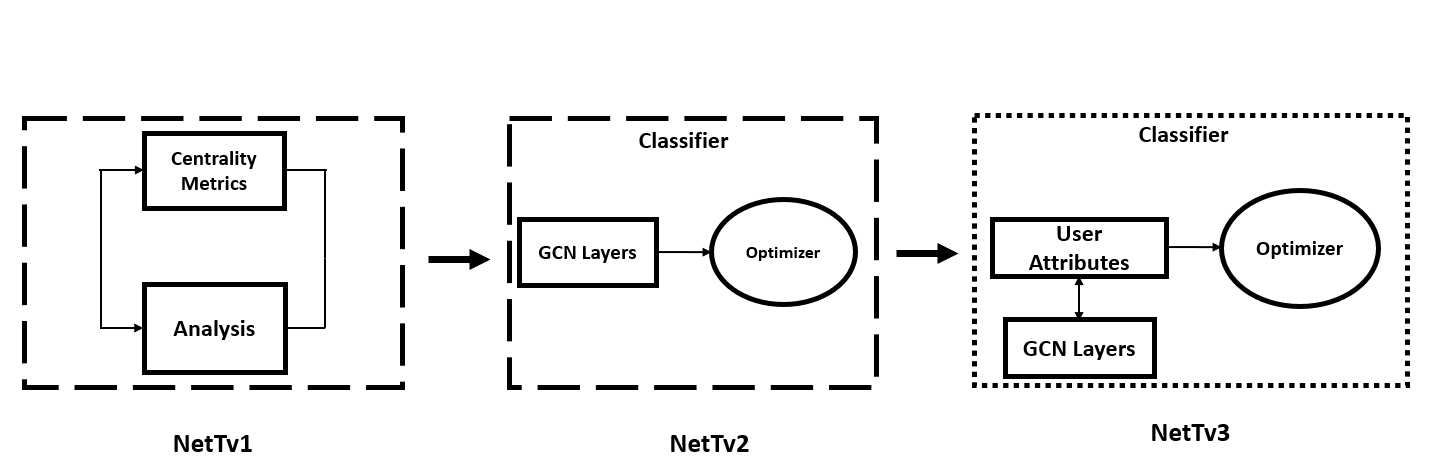 Centrality
Metrics
Analysis
NetTv1
Classifier
GCN Layers
Optimizer
NetTv2
Classifier
User
Attributes
Optimizer
GCN Layers
NetTv3